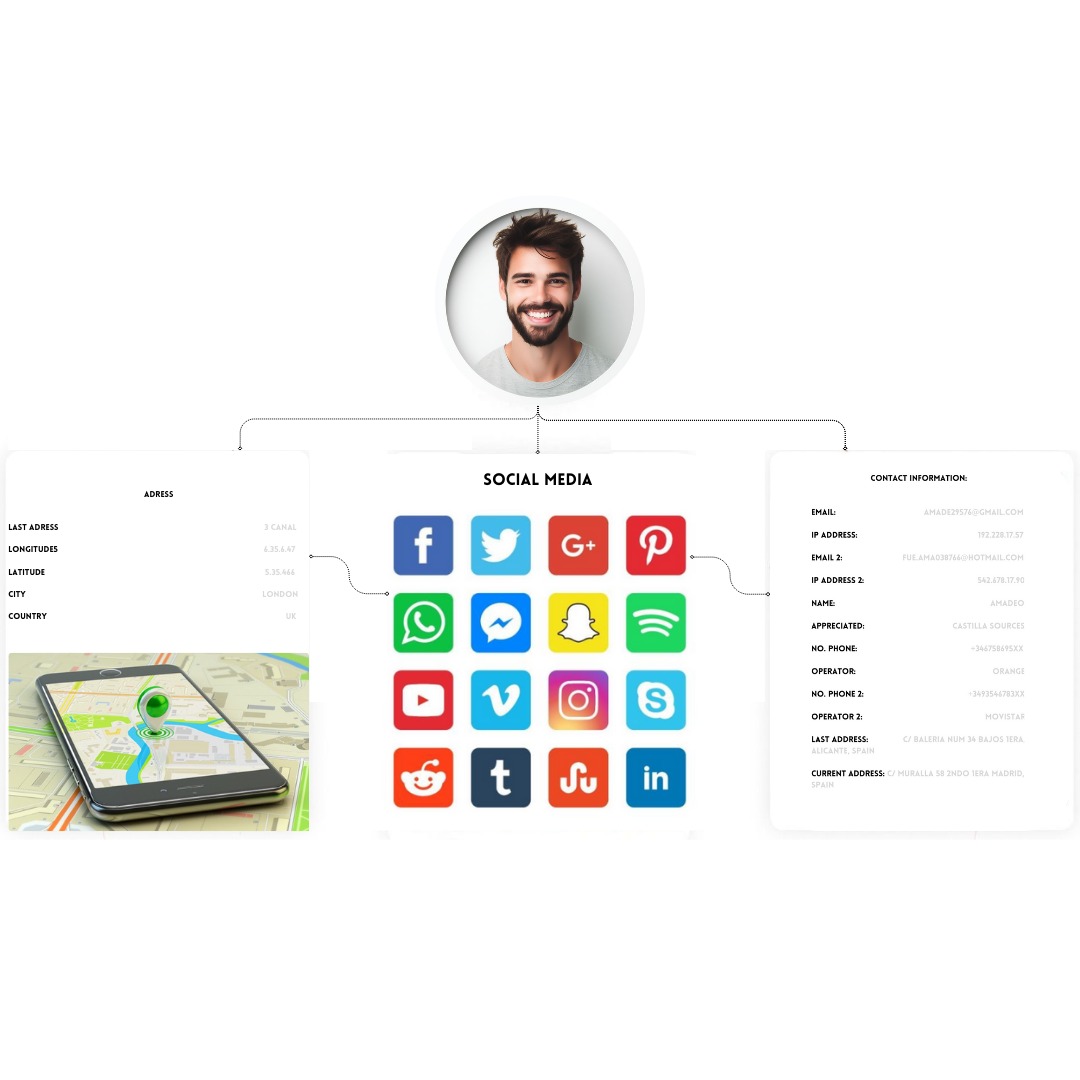 ADRESS
LAST ADRESS 3 CANAL
LONGITUDES 6.35.6.47
LATITUDE 5.35.466
CITY LONDON
COUNTRY UK
SOCIAL MEDIA
f G+
t in
CONTACT INFORMATION:
EMAIL: AMADE29576@GMAIL.COM
IP ADDRESS: 192.228.17.57
EMAIL 2: FUE.AMA038766@HOTMAIL.COM
IP ADDRESS 2: 542.678.17.90
NAME: AMADEO
APPRECIATED: CASTILLA SOURCES
NO. PHONE: +346758695XX
OPERATOR: ORANGE
NO. PHONE 2: +3493546783XX
OPERATOR 2: MOVISTAR
LAST ADDRESS: C/ BALERIA NUM 34 BAJOS 1ERA
ALICANTE, SPAIN
CURRENT ADDRESS: C/ MURALLA 58 2NDO 1ERA MADRID,
SPAIN